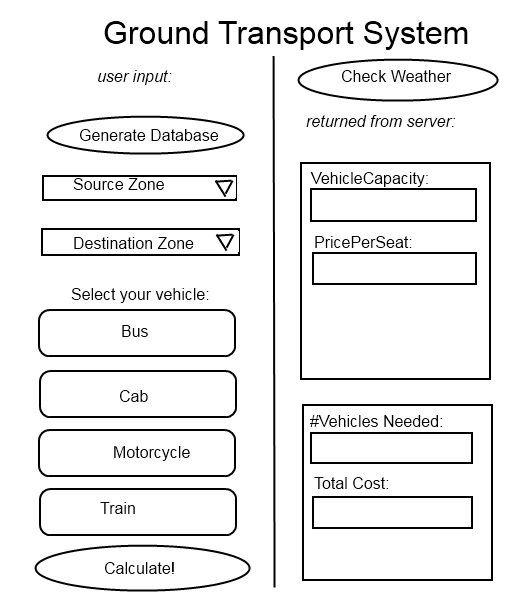 Ground Transport System
user input:
Generate Database
Source Zone
Destination Zone
Select your vehicle:
Bus
Cab
Motorcycle
Train
Calculate!
Check Weather
returned from server:
VehicleCapacity:
PricePerSeat:
#Vehicles Needed:
Total Cost: